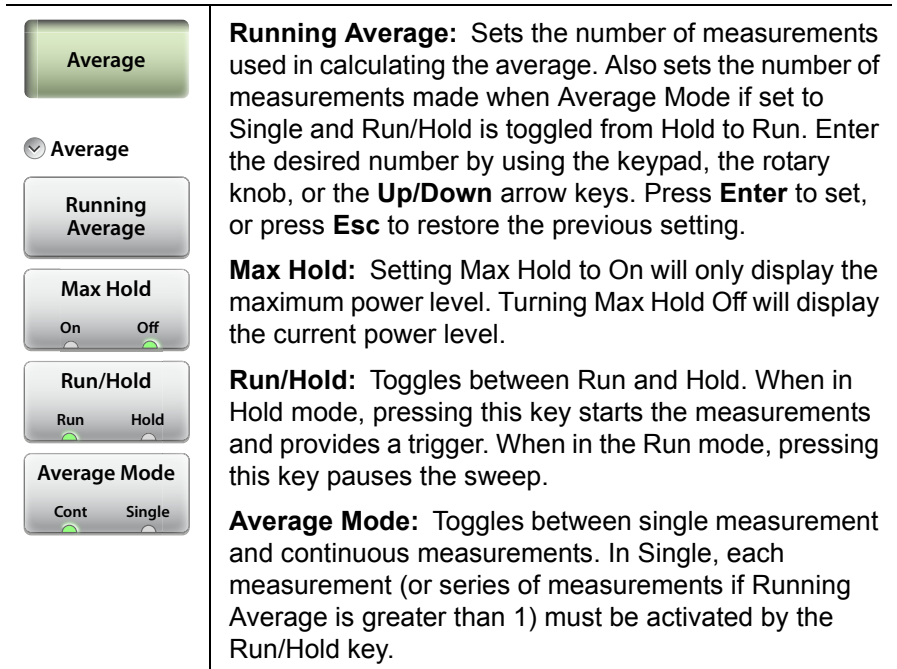 Average
Average
Running
Average
Max Hold
On Off
Run/Hold
Run Hold
Average Mode
Cont Single
Running Average: Sets the number of measurements
used in calculating the average. Also sets the number of
measurements made when Average Mode if set to
Single and Run/Hold is toggled from Hold to Run. Enter
the desired number by using the keypad, the rotary
knob, or the Up/Down arrow keys. Press Enter to set,
or press Esc to restore the previous setting.
Max Hold: Setting Max Hold to On will only display the
maximum power level. Turning Max Hold Off will display
the current power level.
Run/Hold: Toggles between Run and Hold. When in
Hold mode, pressing this key starts the measurements
and provides a trigger. When in the Run mode, pressing
this key pauses the sweep.
Average Mode: Toggles between single measurement
and continuous measurements. In Single, each
measurement (or series of measurements if Running
Average is greater than 1) must be activated by the
Run/Hold key.